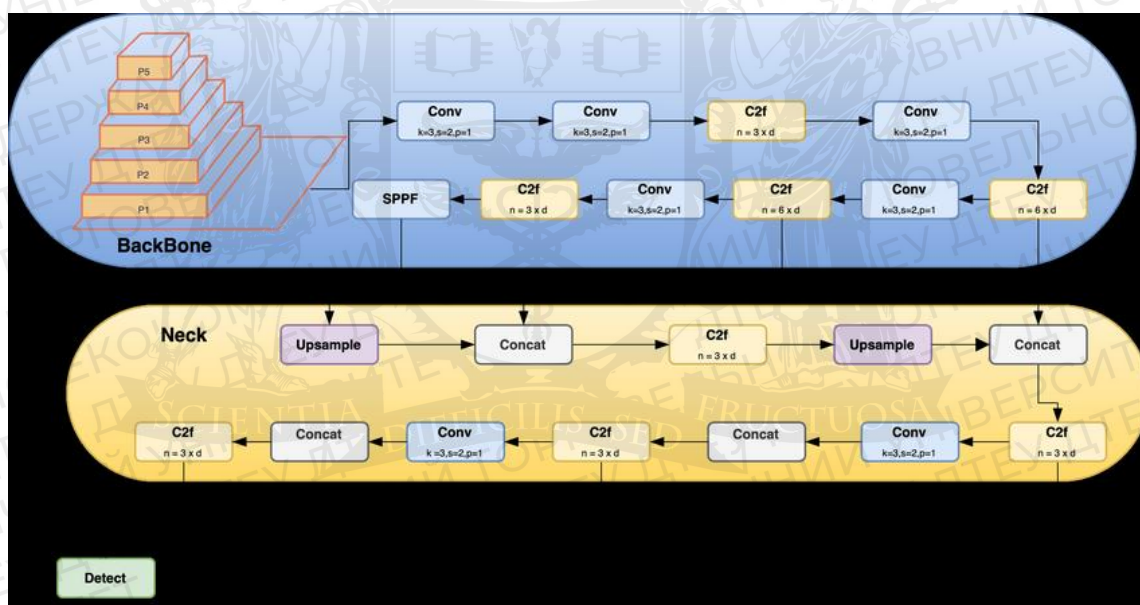 P5
P4
P3
P2
P1
BackBone
Conv
k=3,s=2,p=1
Conv
k=3,s=2,p=1
C2f
n = 3 x d
Conv
k=3,s=2,p=1
SPPF
C2f
n = 3 x d
Conv
k=3,s=2,p=1
C2f
n = 6 x d
Conv
k=3,s=2,p=1
C2f
n = 6 x d
Neck
Upsample
Concat
C2f
n = 3 x d
Upsample
Concat
SCIENTIA DIFFICILIS SED FRUCTUOSA
C2f
n = 3 x d
Concat
Conv
k =3,s=2,p=1
C2f
n = 3 x d
Concat
Conv
k=3,s=2,p=1
C2f
n = 3 x d
Detect